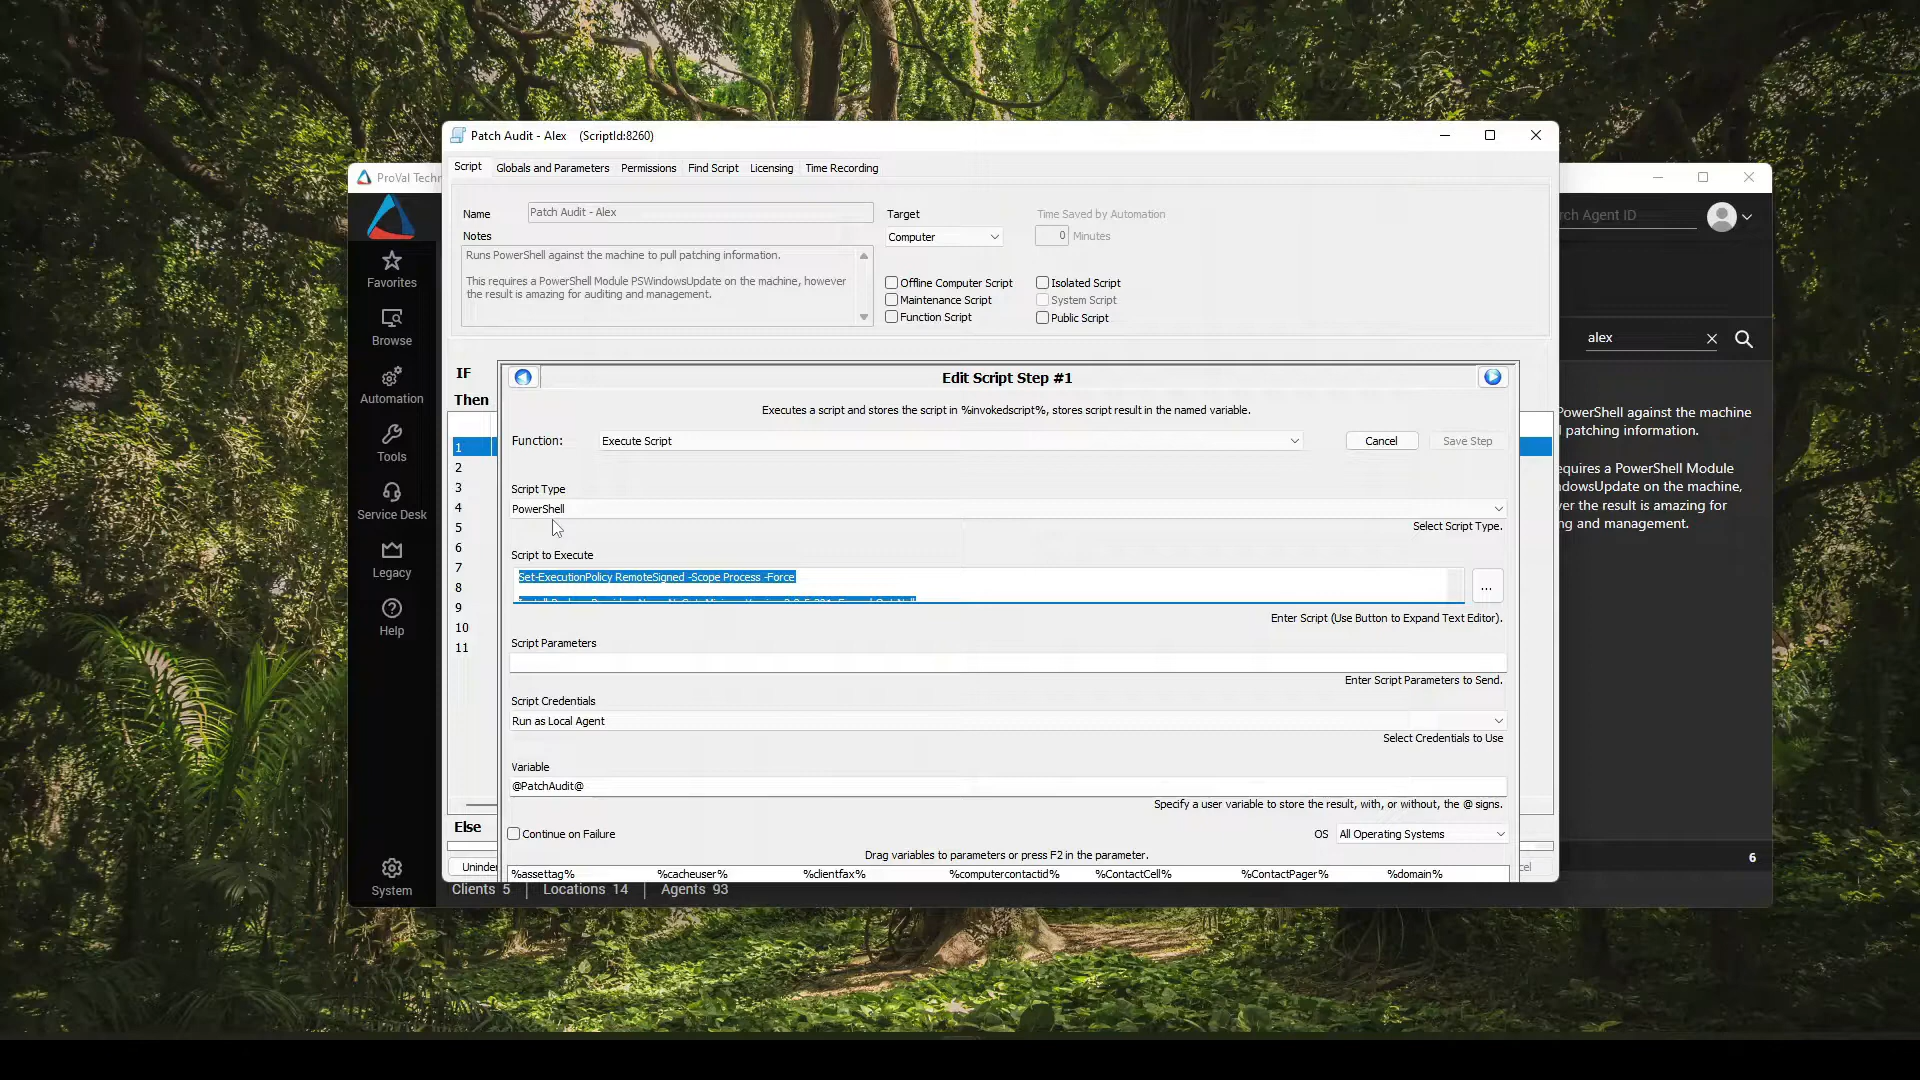 Patch Audit - Alex (ScriptId:8260)
Script
Globals and Parameters
Permissions
Find Script
Licensing
Time Recording
ProVal Techn
Name
Patch Audit - Alex
Target
Time Saved by Automation
Notes
Computer
0 Minutes
Runs PowerShell against the machine to pull patching information.
This requires a PowerShell Module PSWindowsUpdate on the machine, however
the result is amazing for auditing and management.
Offline Computer Script
Isolated Script
Maintenance Script
System Script
Function Script
Public Script
rch Agent ID
alex
Favorites
Browse
Automation
Tools
Service Desk
Legacy
Help
System
IF
Then
1
2
3
4
5
6
7
8
9
10
11
Else
Uninden
Edit Script Step #1
Executes a script and stores the script in %invokedscript%, stores script result in the named variable.
Function:
Execute Script
Cancel
Save Step
Script Type
PowerShell
Select Script Type.
Script to Execute
Set-ExecutionPolicy RemoteSigned -Scope Process -Force
...
Enter Script (Use Button to Expand Text Editor).
Script Parameters
Enter Script Parameters to Send.
Script Credentials
Run as Local Agent
Select Credentials to Use
Variable
@PatchAudit@
Specify a user variable to store the result, with, or without, the @ signs.
Continue on Failure
OS
All Operating Systems
Drag variables to parameters or press F2 in the parameter.
%assettag%
%cacheuser%
%clientfax%
%computercontactid%
%ContactCell%
%ContactPager%
%domain%
cel
PowerShell against the machine
l patching information.
equires a PowerShell Module
ndowsUpdate on the machine,
ver the result is amazing for
ng and management.
6
Clients 5
Locations 14
Agents 93